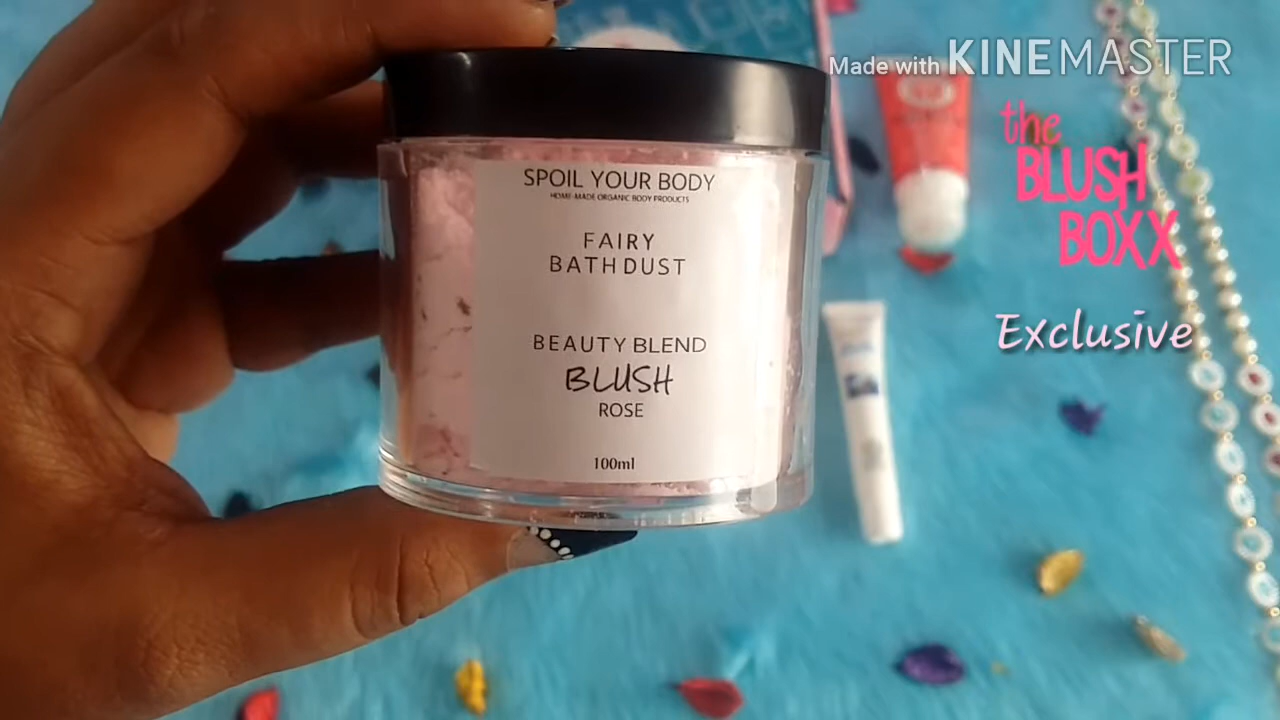 SPOIL YOUR BODY
HOME-MADE ORGANIC BODY PRODUCTS
FAIRY
BATH DUST
BEAUTY BLEND
BLUSH
ROSE
100ml
Made with KINEMASTER
the
BLUSH
BOXX
Exclusive